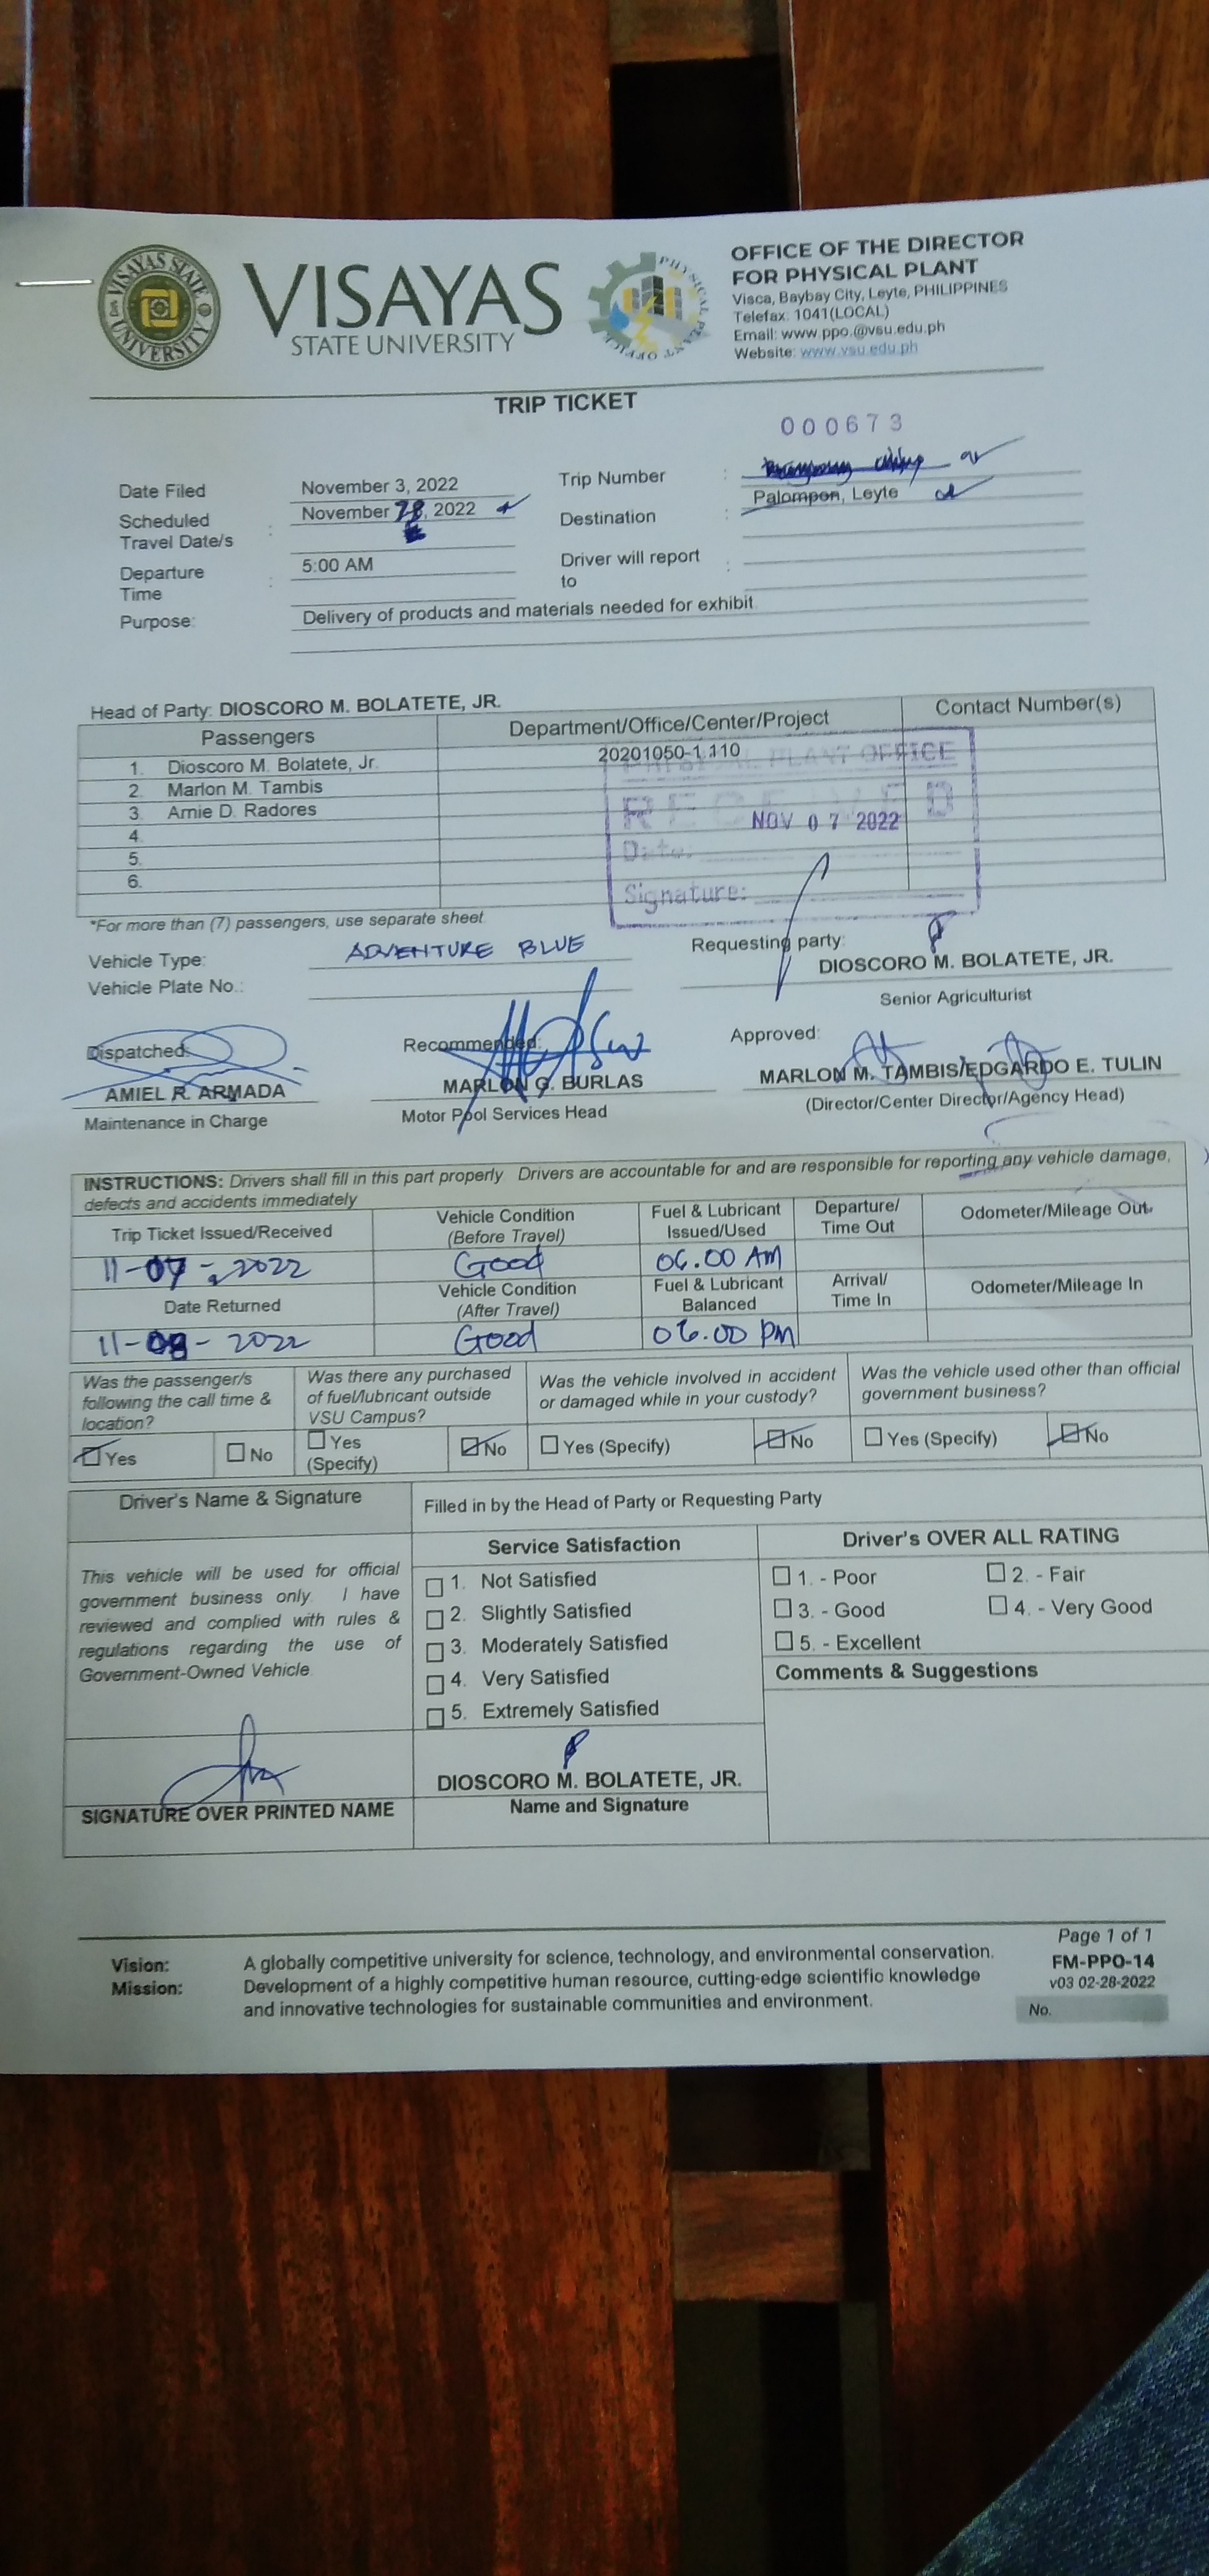 VISAYAS STATE UNIVERSITY
VISAYAS
STATE UNIVERSITY
PHYSICAL PLANT OFFICE
OFFICE OF THE DIRECTOR
FOR PHYSICAL PLANT
Visca, Baybay City, Leyte, PHILIPPINES
Telefax: 1041(LOCAL)
Email: www.ppo.@vsu.edu.ph
Website: www.vsu.edu.ph
TRIP TICKET
000673
Date Filed November 3, 2022 Trip Number :
Scheduled Travel Date/s : November 2022
Destination Palompon, Leyte
Departure Time : 5:00 AM
Driver will report to :
Purpose: Delivery of products and materials needed for exhibit
Head of Party: DIOSCORO M. BOLATETE, JR.
Passengers Department/Office/Center/Project Contact Number(s)
1. Dioscoro M. Bolatete, Jr. 20201050-1.110
2. Marlon M. Tambis
3. Arnie D. Radores
4.
5.
6.
PHYSICAL PLANT OFFICE
RECEIVED
NOV 07 2022
Date:
Signature:
*For more than (7) passengers, use separate sheet.
Vehicle Type: ADVENTURE BLUE
Vehicle Plate No.:
Requesting party:
DIOSCORO M. BOLATETE, JR.
Senior Agriculturist
Dispatched: Recommended: Approved:
AMIEL R. ARMADA MARLON G. BURLAS MARLON M. TAMBIS/EDGARDO E. TULIN
Maintenance in Charge Motor Pool Services Head (Director/Center Director/Agency Head)
INSTRUCTIONS: Drivers shall fill in this part properly Drivers are accountable for and are responsible for reporting any vehicle damage,
defects and accidents immediately
Trip Ticket Issued/Received Vehicle Condition (Before Travel) Fuel & Lubricant Issued/Used Departure/ Time Out Odometer/Mileage Out
11-07-2022 Good 06.00 AM
Date Returned Vehicle Condition (After Travel) Fuel & Lubricant Balanced Arrival/ Time In Odometer/Mileage In
11-08-2022 Good 06.00 PM
Was the passenger/s following the call time & location? Was there any purchased of fuel/lubricant outside VSU Campus? Was the vehicle involved in accident or damaged while in your custody? Was the vehicle used other than official government business?
Yes No Yes (Specify) No Yes (Specify) No Yes (Specify) No
Driver's Name & Signature Filled in by the Head of Party or Requesting Party
This vehicle will be used for official
government business only. I have
reviewed and complied with rules &
regulations regarding the use of
Government-Owned Vehicle.
Service Satisfaction
1. Not Satisfied
2. Slightly Satisfied
3. Moderately Satisfied
4. Very Satisfied
5. Extremely Satisfied
Driver's OVER ALL RATING
1. - Poor 2. - Fair
3. - Good 4. - Very Good
5. - Excellent
Comments & Suggestions
SIGNATURE OVER PRINTED NAME
DIOSCORO M. BOLATETE, JR.
Name and Signature
Vision: A globally competitive university for science, technology, and environmental conservation.
Mission: Development of a highly competitive human resource, cutting-edge scientific knowledge
and innovative technologies for sustainable communities and environment.
Page 1 of 1
FM-PPO-14
v03 02-28-2022
No.